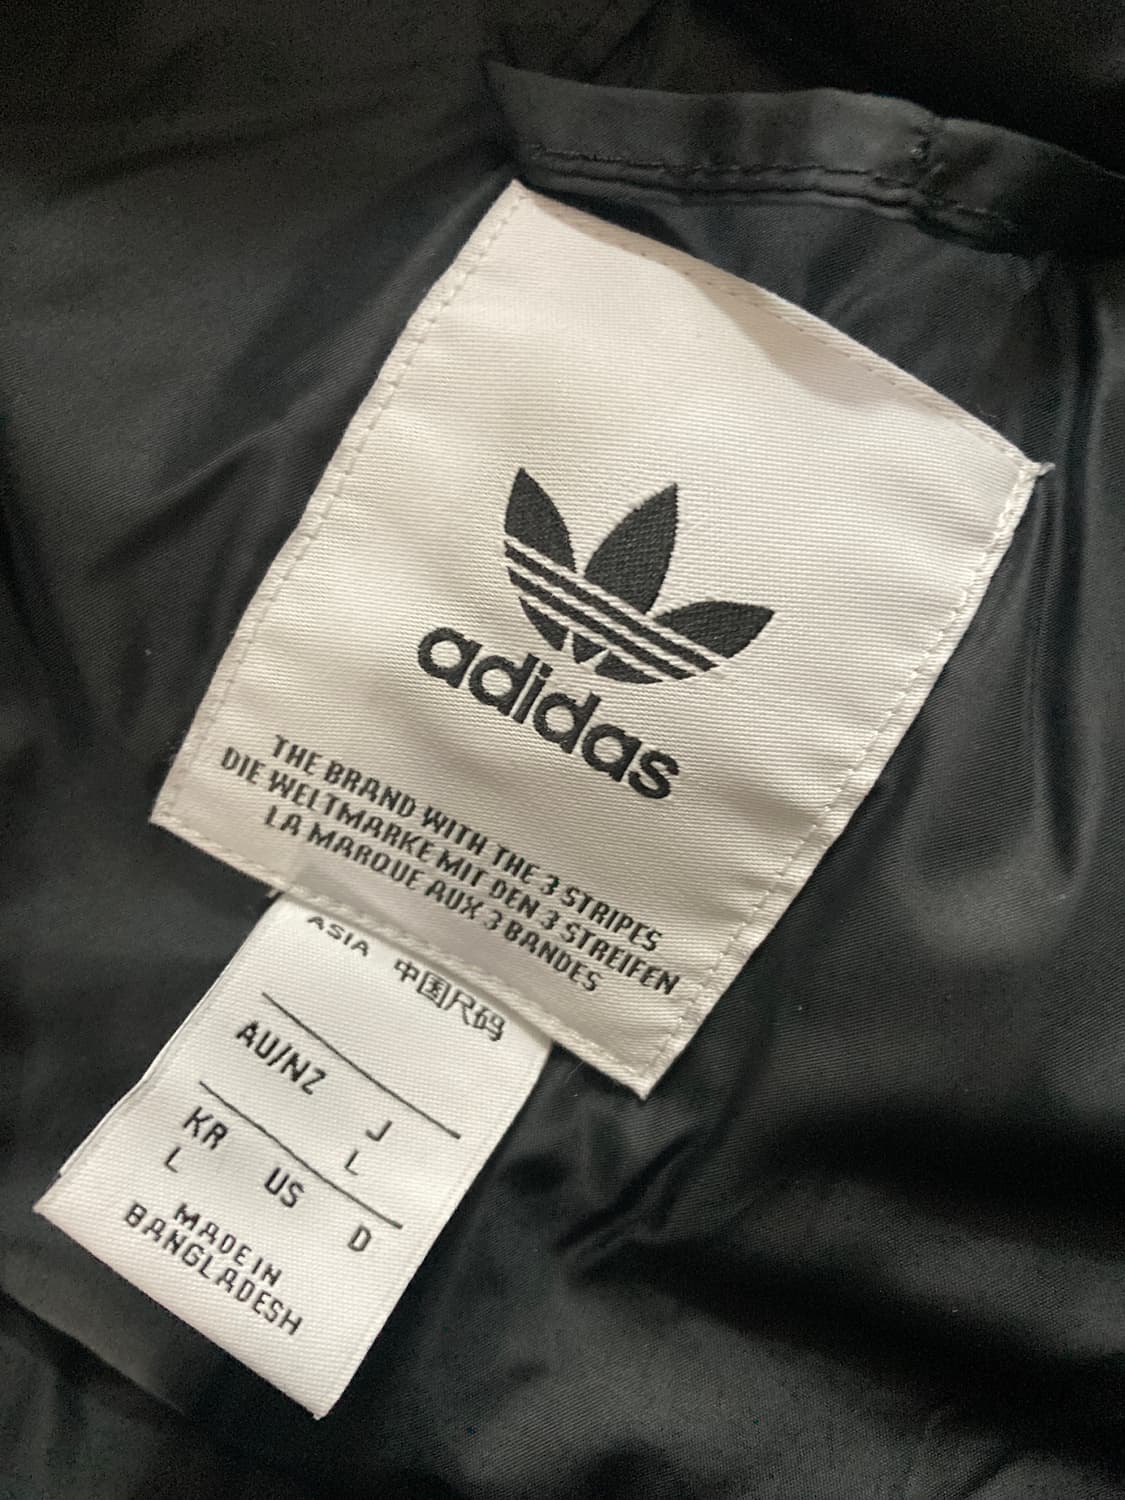 adidas
THE BRAND WITH THE 3 STRIPES
DIE WELTMARKE MIT DEN 3 STREIFEN
LA MARQUE AUX 3 BANDES
ASIA 中国尺码
AU/NZ J
L
KR US D
L
MADE IN
BANGLADESH